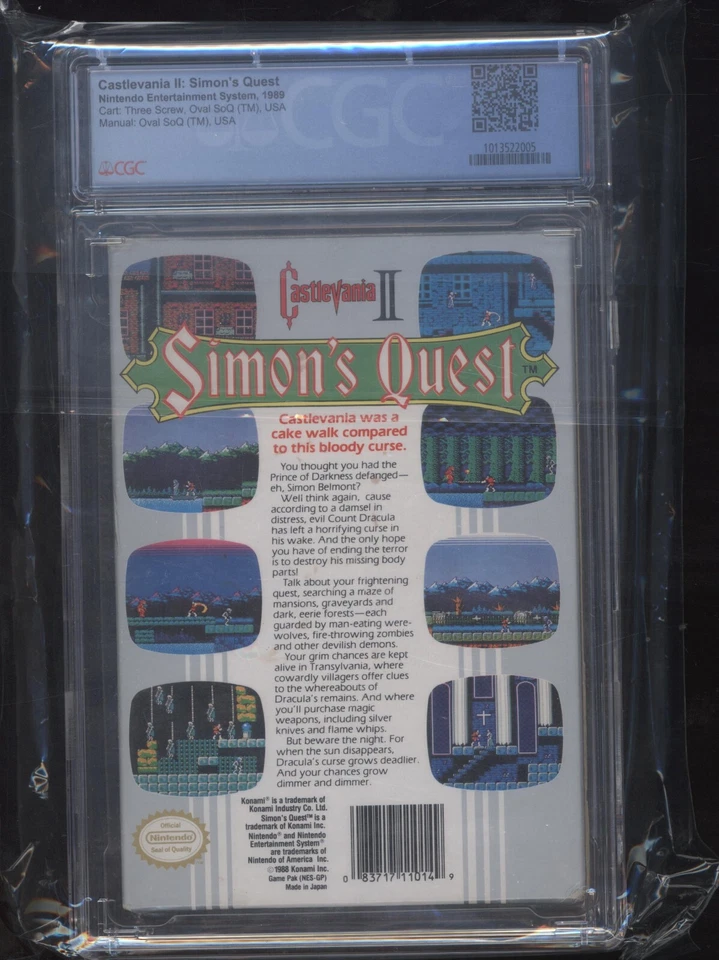 Castlevania II: Simon's Quest
Nintendo Entertainment System, 1989
Cart: Three Screw, Oval SoQ (TM), USA
Manual: Oval SoQ (TM), USA
CGC
CGC
1013522005
Castlevania II
Simon's Quest TM
Castlevania was a
cake walk compared
to this bloody curse.
You thought you had the
Prince of Darkness defanged—
eh, Simon Belmont?
Well think again, cause
according to a damsel in
distress, evil Count Dracula
has left a horrifying curse in
his wake. And the only hope
you have of ending the terror
is to destroy his missing body
parts!
Talk about your frightening
quest, searching a maze of
mansions, graveyards and
dark, eerie forests—each
guarded by man-eating were-
wolves, fire-throwing zombies
and other devilish demons.
Your grim chances are kept
alive in Transylvania, where
cowardly villagers offer clues
to the whereabouts of
Dracula's remains. And where
you'll purchase magic
weapons, including silver
knives and flame whips.
But beware the night. For
when the sun disappears,
Dracula's curse grows deadlier.
And your chances grow
dimmer and dimmer.
Official
Nintendo
Seal of Quality
Konami® is a trademark of
Konami Industry Co. Ltd.
Simon's Quest™ is a
trademark of Konami Inc.
Nintendo® and Nintendo
Entertainment System®
are trademarks of
Nintendo of America Inc.
©1988 Konami Inc.
Game Pak (NES-GP)
Made in Japan
0 83717 11014 9